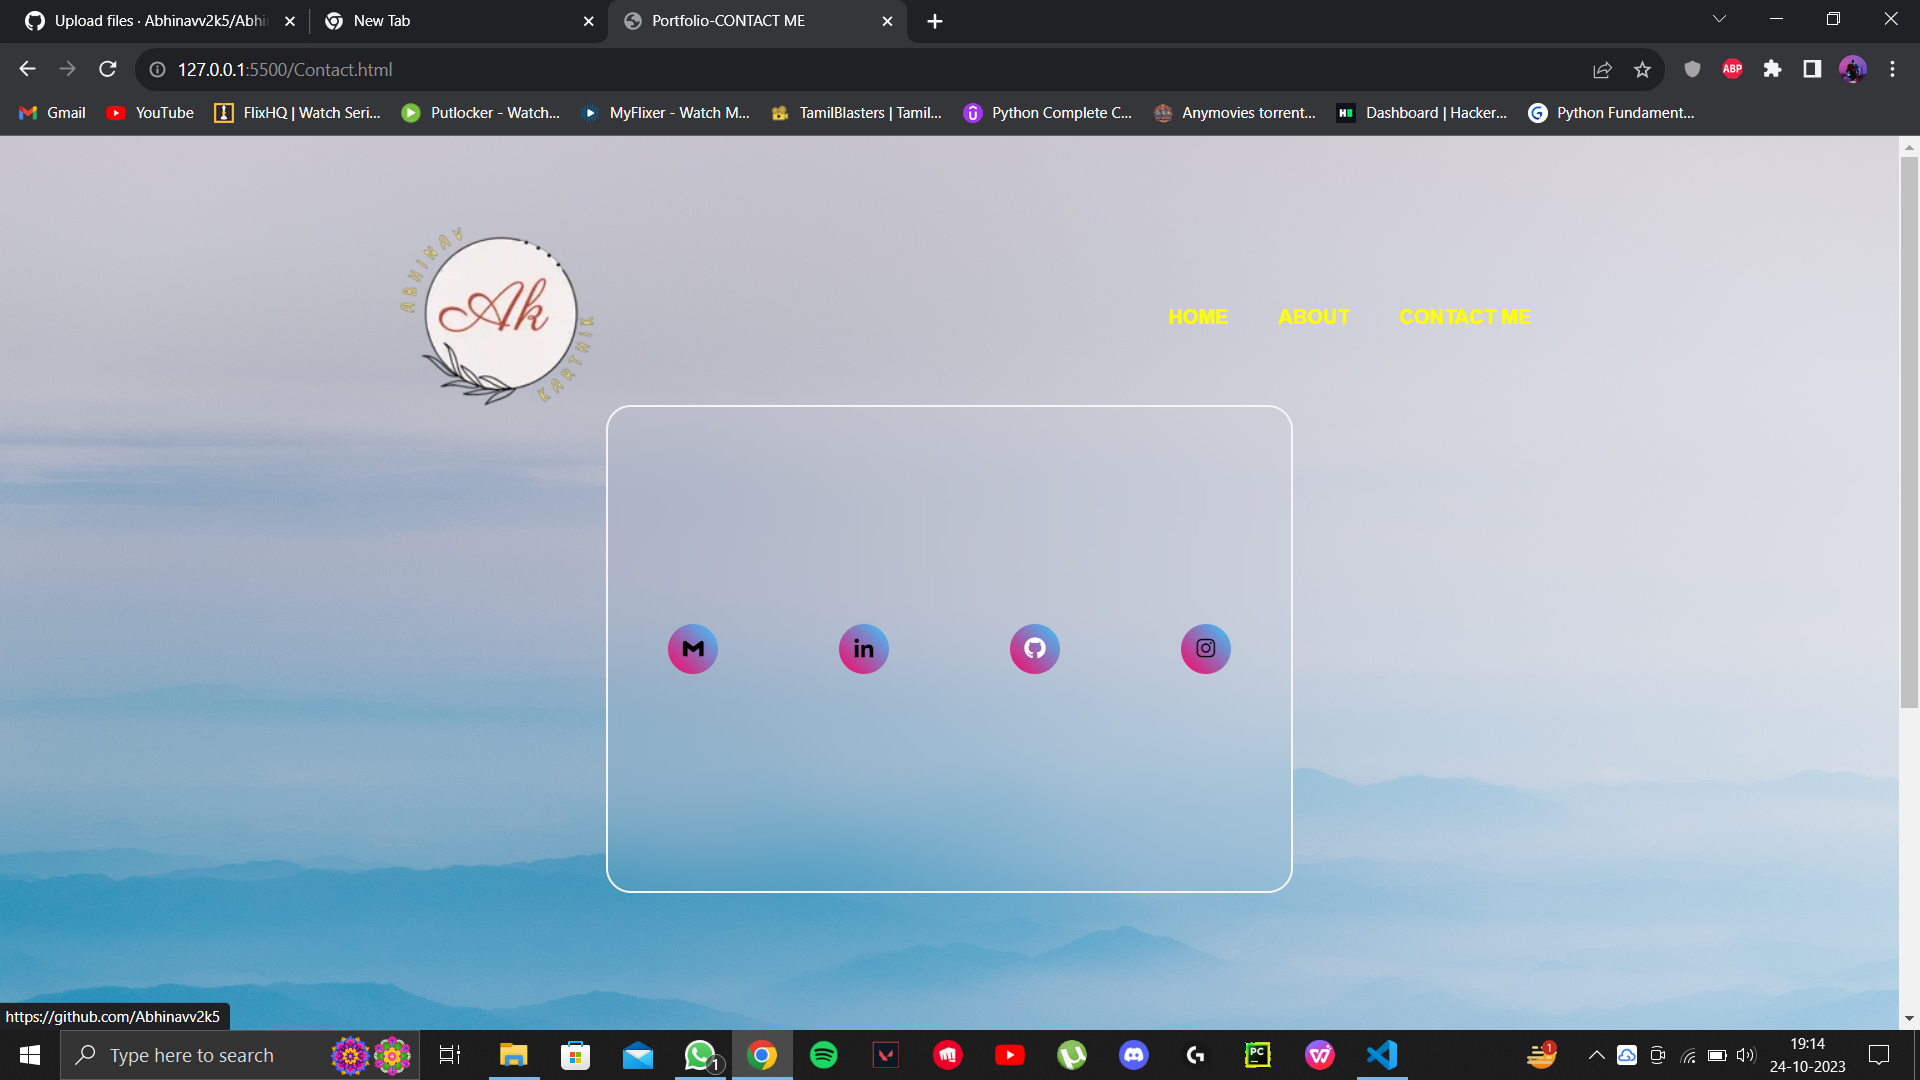 Upload files · Abhinavv2k5/Abhi
New Tab
Portfolio-CONTACT ME
127.0.0.1:5500/Contact.html
ABP
Gmail
YouTube
FlixHQ | Watch Seri...
Putlocker - Watch...
MyFlixer - Watch M...
TamilBlasters | Tamil...
Python Complete C...
Anymovies torrent...
Dashboard | Hacker...
Python Fundament...
ABHINAV
Ak
KARTHIK
HOME
ABOUT
CONTACT ME
in
https://github.com/Abhinavv2k5
Type here to search
1
PC
1
19:14
24-10-2023